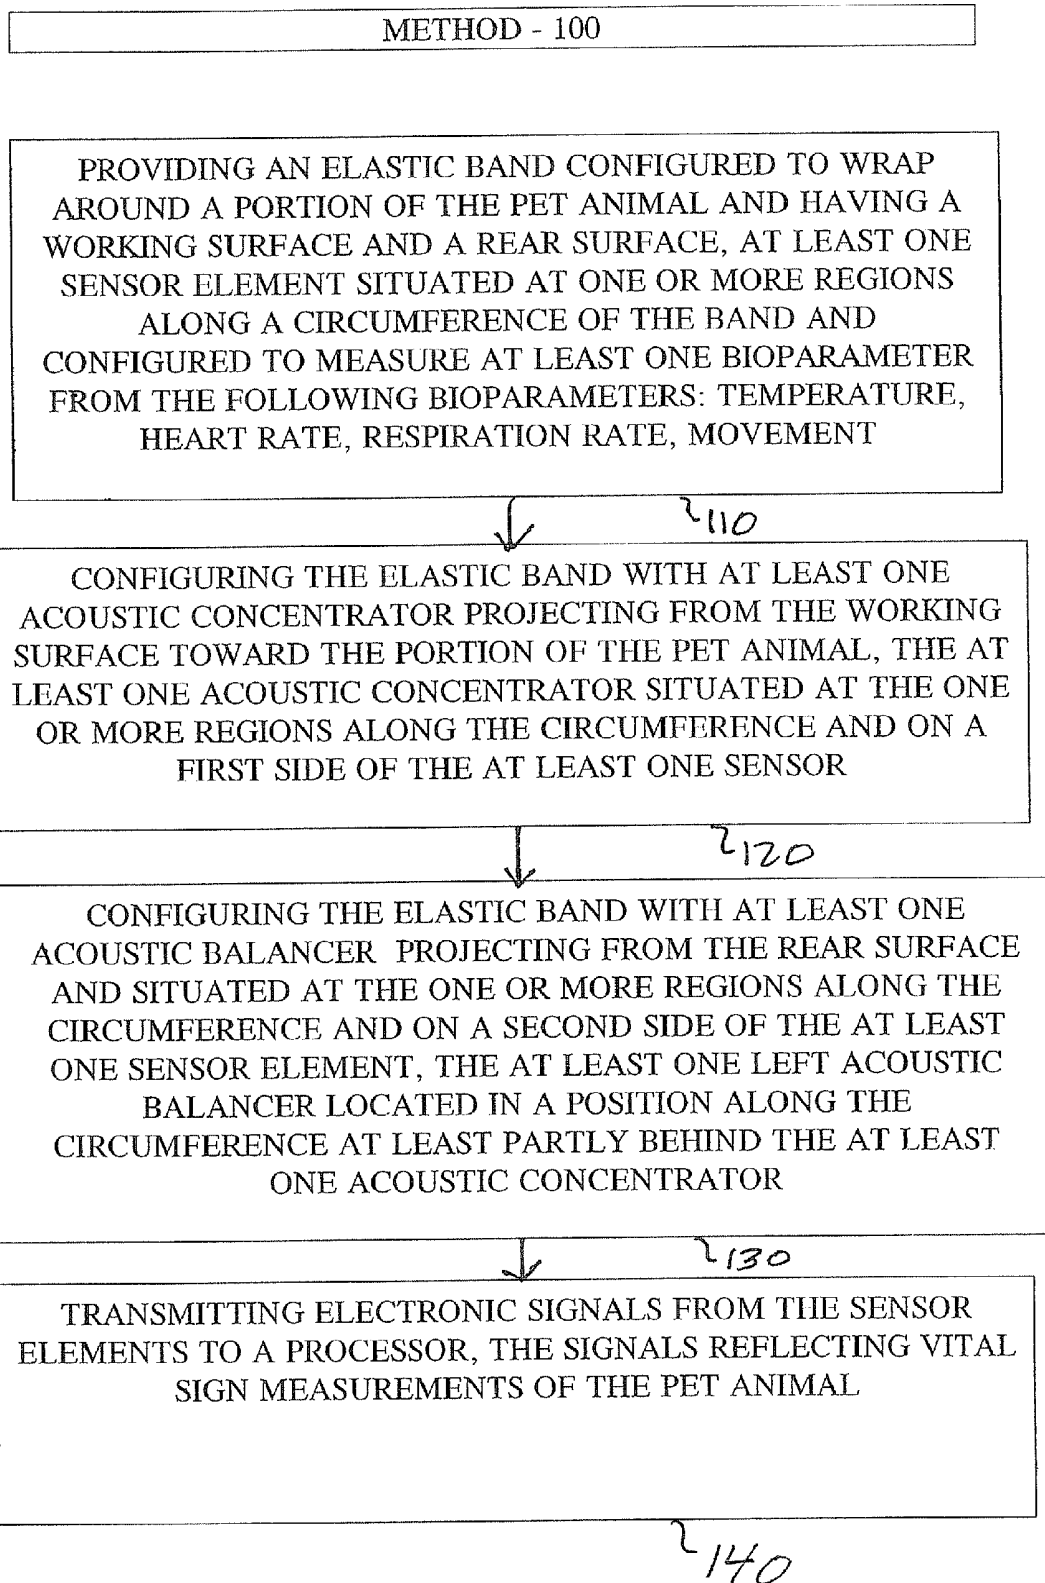 METHOD - 100
PROVIDING AN ELASTIC BAND CONFIGURED TO WRAP
AROUND A PORTION OF THE PET ANIMAL AND HAVING A
WORKING SURFACE AND A REAR SURFACE, AT LEAST ONE
SENSOR ELEMENT SITUATED AT ONE OR MORE REGIONS
ALONG A CIRCUMFERENCE OF THE BAND AND
CONFIGURED TO MEASURE AT LEAST ONE BIOPARAMETER
FROM THE FOLLOWING BIOPARAMETERS: TEMPERATURE,
HEART RATE, RESPIRATION RATE, MOVEMENT
110
CONFIGURING THE ELASTIC BAND WITH AT LEAST ONE
ACOUSTIC CONCENTRATOR PROJECTING FROM THE WORKING
SURFACE TOWARD THE PORTION OF THE PET ANIMAL, THE AT
LEAST ONE ACOUSTIC CONCENTRATOR SITUATED AT THE ONE
OR MORE REGIONS ALONG THE CIRCUMFERENCE AND ON A
FIRST SIDE OF THE AT LEAST ONE SENSOR
120
CONFIGURING THE ELASTIC BAND WITH AT LEAST ONE
ACOUSTIC BALANCER PROJECTING FROM THE REAR SURFACE
AND SITUATED AT THE ONE OR MORE REGIONS ALONG THE
CIRCUMFERENCE AND ON A SECOND SIDE OF THE AT LEAST
ONE SENSOR ELEMENT, THE AT LEAST ONE LEFT ACOUSTIC
BALANCER LOCATED IN A POSITION ALONG THE
CIRCUMFERENCE AT LEAST PARTLY BEHIND THE AT LEAST
ONE ACOUSTIC CONCENTRATOR
130
TRANSMITTING ELECTRONIC SIGNALS FROM THE SENSOR
ELEMENTS TO A PROCESSOR, THE SIGNALS REFLECTING VITAL
SIGN MEASUREMENTS OF THE PET ANIMAL
140